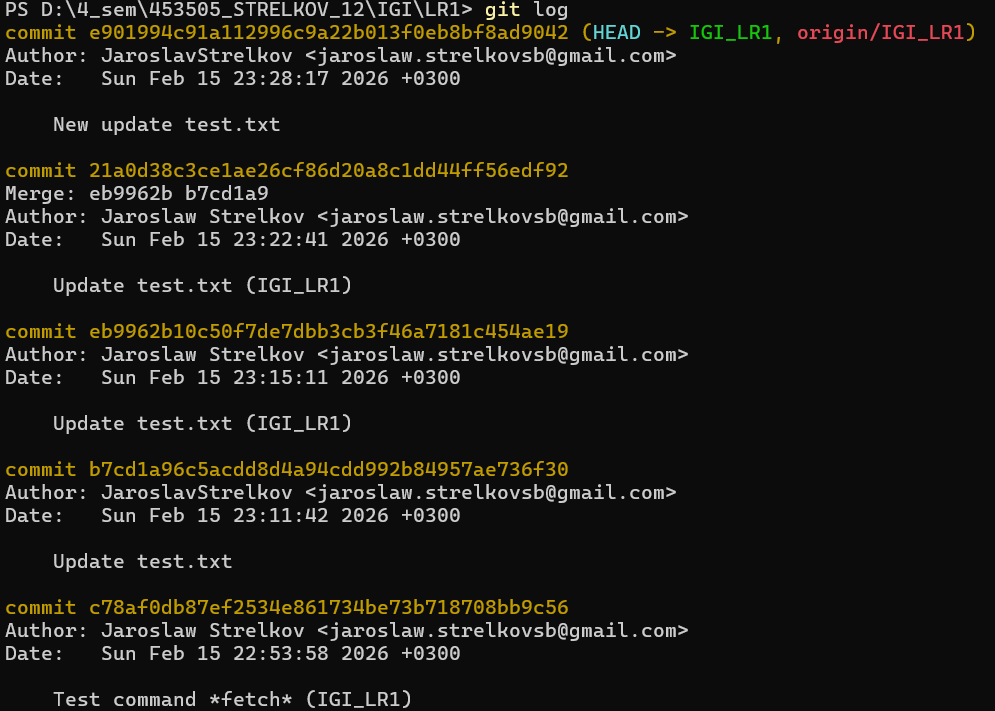 PS D:\4_sem\453505_STRELKOV_12\IGI\LR1> git log
commit e901994c91a112996c9a22b013f0eb8bf8ad9042 (HEAD -> IGI_LR1, origin/IGI_LR1)
Author: JaroslavStrelkov <jaroslaw.strelkovsb@gmail.com>
Date:   Sun Feb 15 23:28:17 2026 +0300
    New update test.txt
commit 21a0d38c3ce1ae26cf86d20a8c1dd44ff56edf92
Merge: eb9962b b7cd1a9
Author: Jaroslaw Strelkov <jaroslaw.strelkovsb@gmail.com>
Date:   Sun Feb 15 23:22:41 2026 +0300
    Update test.txt (IGI_LR1)
commit eb9962b10c50f7de7dbb3cb3f46a7181c454ae19
Author: Jaroslaw Strelkov <jaroslaw.strelkovsb@gmail.com>
Date:   Sun Feb 15 23:15:11 2026 +0300
    Update test.txt (IGI_LR1)
commit b7cd1a96c5acdd8d4a94cdd992b84957ae736f30
Author: JaroslavStrelkov <jaroslaw.strelkovsb@gmail.com>
Date:   Sun Feb 15 23:11:42 2026 +0300
    Update test.txt
commit c78af0db87ef2534e861734be73b718708bb9c56
Author: Jaroslaw Strelkov <jaroslaw.strelkovsb@gmail.com>
Date:   Sun Feb 15 22:53:58 2026 +0300
    Test command *fetch* (IGI_LR1)